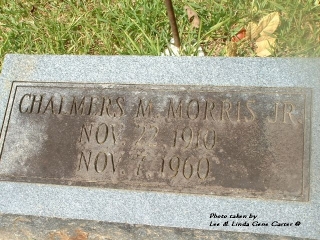 CHALMERS M. MORRIS JR.
NOV. 22 1910
NOV. 7, 1960
Photo taken by
Lee & Linda Gene Carter ©